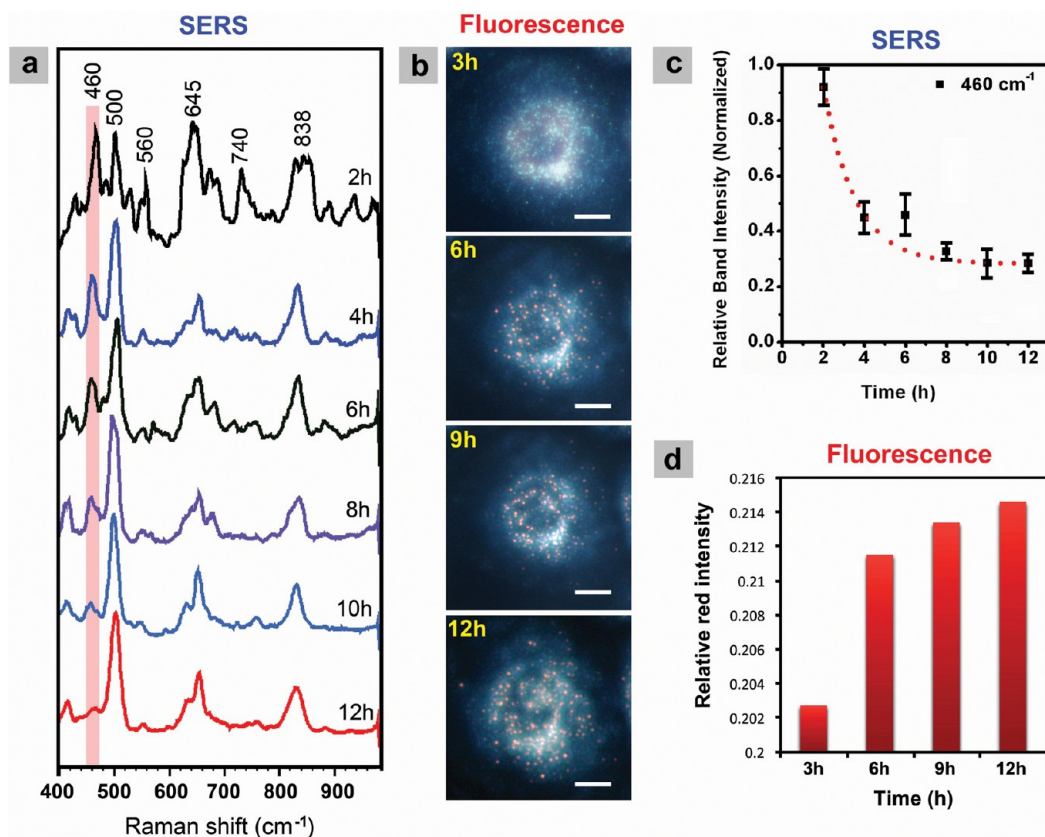 SERS
a
460
500
560
645
740
838
2h
4h
6h
8h
10h
12h
400 500 600 700 800 900
Raman shift (cm⁻¹)
Fluorescence
b
3h
6h
9h
12h
SERS
c
1.0
0.8
0.6
0.4
0.2
0.0
460 cm⁻¹
Relative Band Intensity (Normalized)
0 2 4 6 8 10 12
Time (h)
d
Fluorescence
0.216
0.214
0.212
0.21
0.208
0.206
0.204
0.202
0.2
Relative red intensity
3h 6h 9h 12h
Time (h)